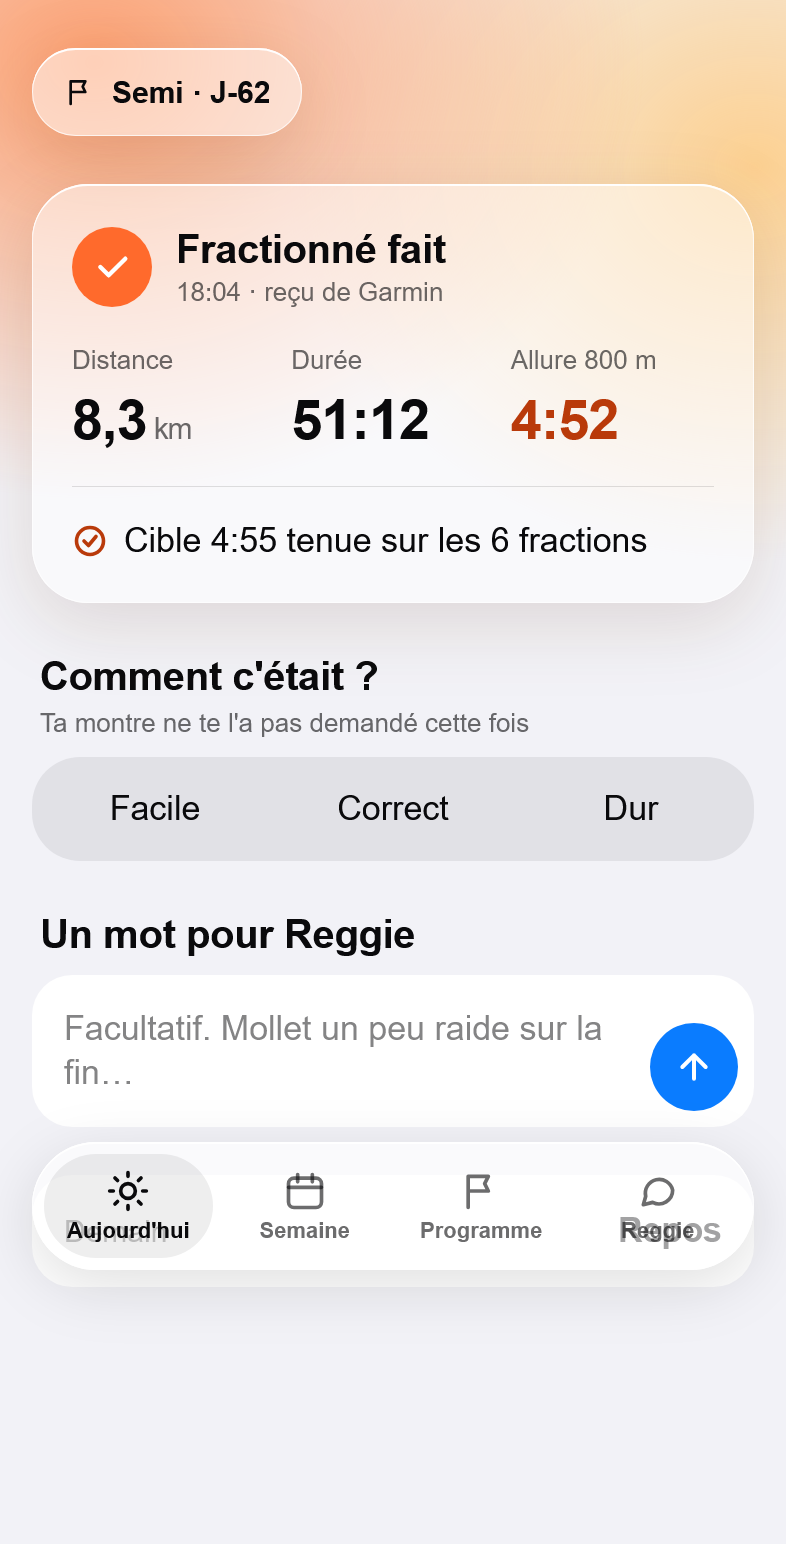 Semi · J-62
Fractionné fait
18:04 · reçu de Garmin
Distance
Durée
Allure 800 m
8,3 km
51:12
4:52
Cible 4:55 tenue sur les 6 fractions
Comment c'était ?
Ta montre ne te l'a pas demandé cette fois
Facile
Correct
Dur
Un mot pour Reggie
Facultatif. Mollet un peu raide sur la
fin…
Demain
Repos
Aujourd'hui
Semaine
Programme
Reggie